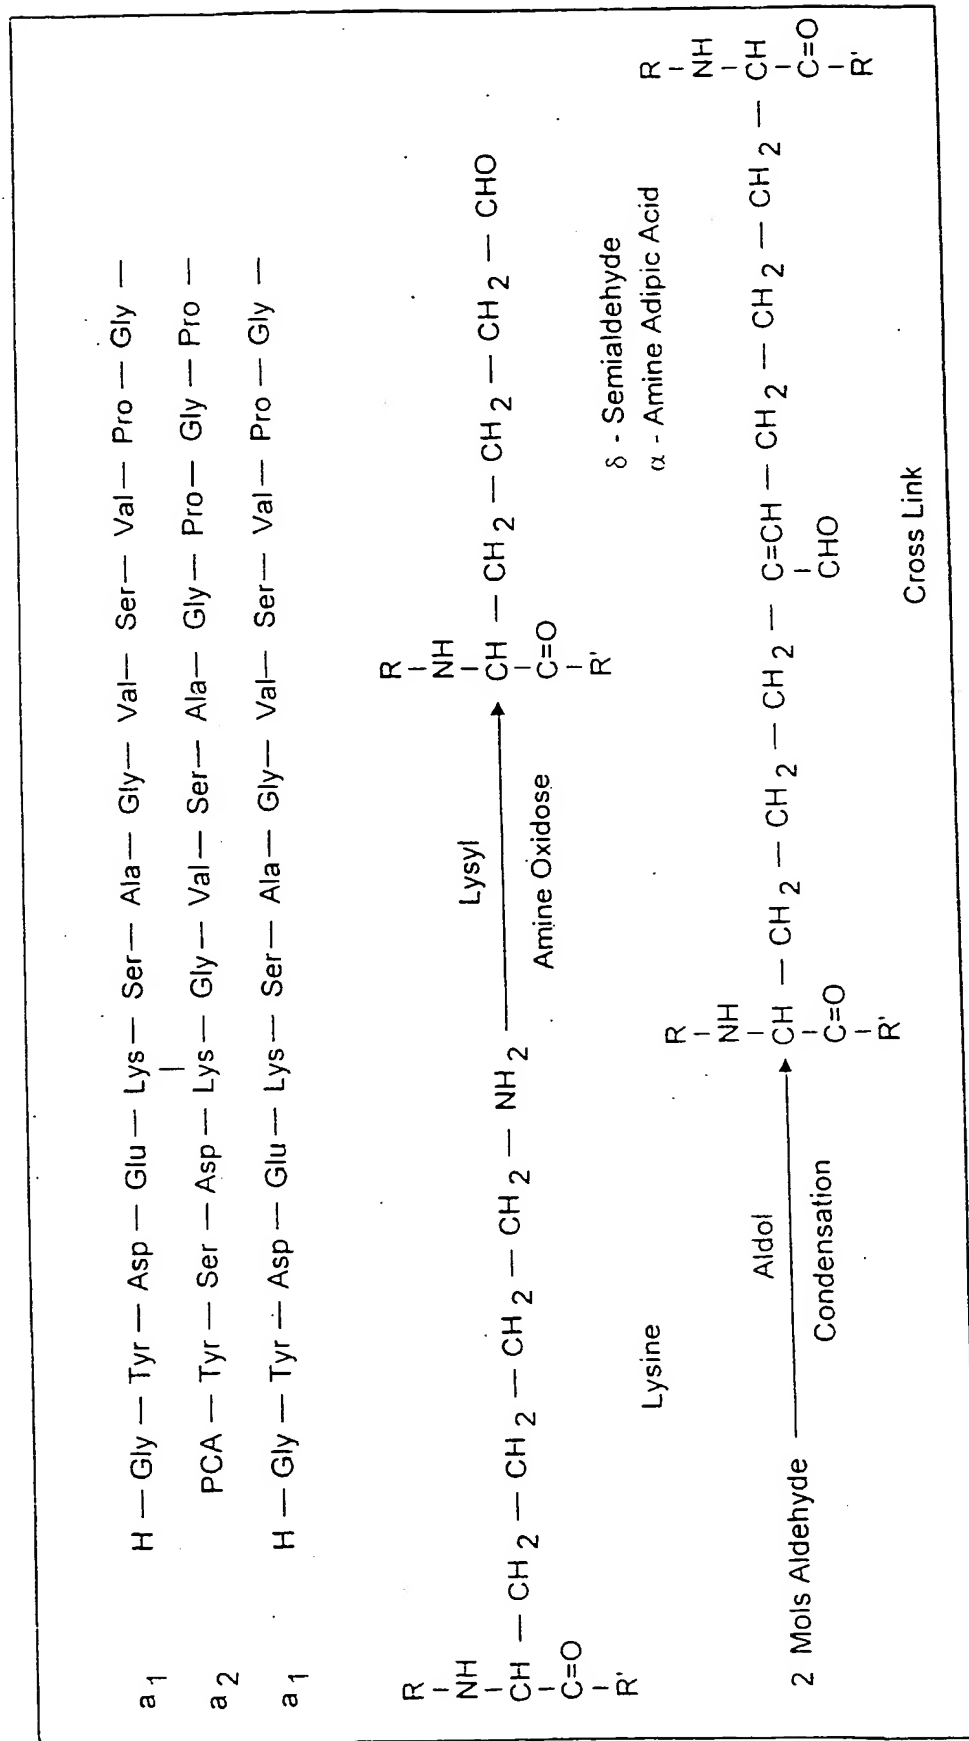 a1 H — Gly — Tyr — Asp — Glu — Lys — Ser — Ala — Gly — Val — Ser — Val — Pro — Gly —
a2 PCA — Tyr — Ser — Asp — Lys — Gly — Val — Ser — Ala — Gly — Pro — Gly — Pro —
a1 H — Gly — Tyr — Asp — Glu — Lys — Ser — Ala — Gly — Val — Ser — Val — Pro — Gly —
R
NH
CH — CH2 — CH2 — CH2 — CH2 — NH2
C=O
R'
Lysine
Lysyl
Amine Oxidose
R
NH
CH — CH2 — CH2 — CH2 — CHO
C=O
R'
δ - Semialdehyde
α - Amine Adipic Acid
2 Mols Aldehyde
Aldol
Condensation
R
NH
CH — CH2 — CH2 — CH2 — C=CH — CH2 — CH2 — CH2 — CH
C=O
R'
CHO
R
NH
C=O
R'
Cross Link